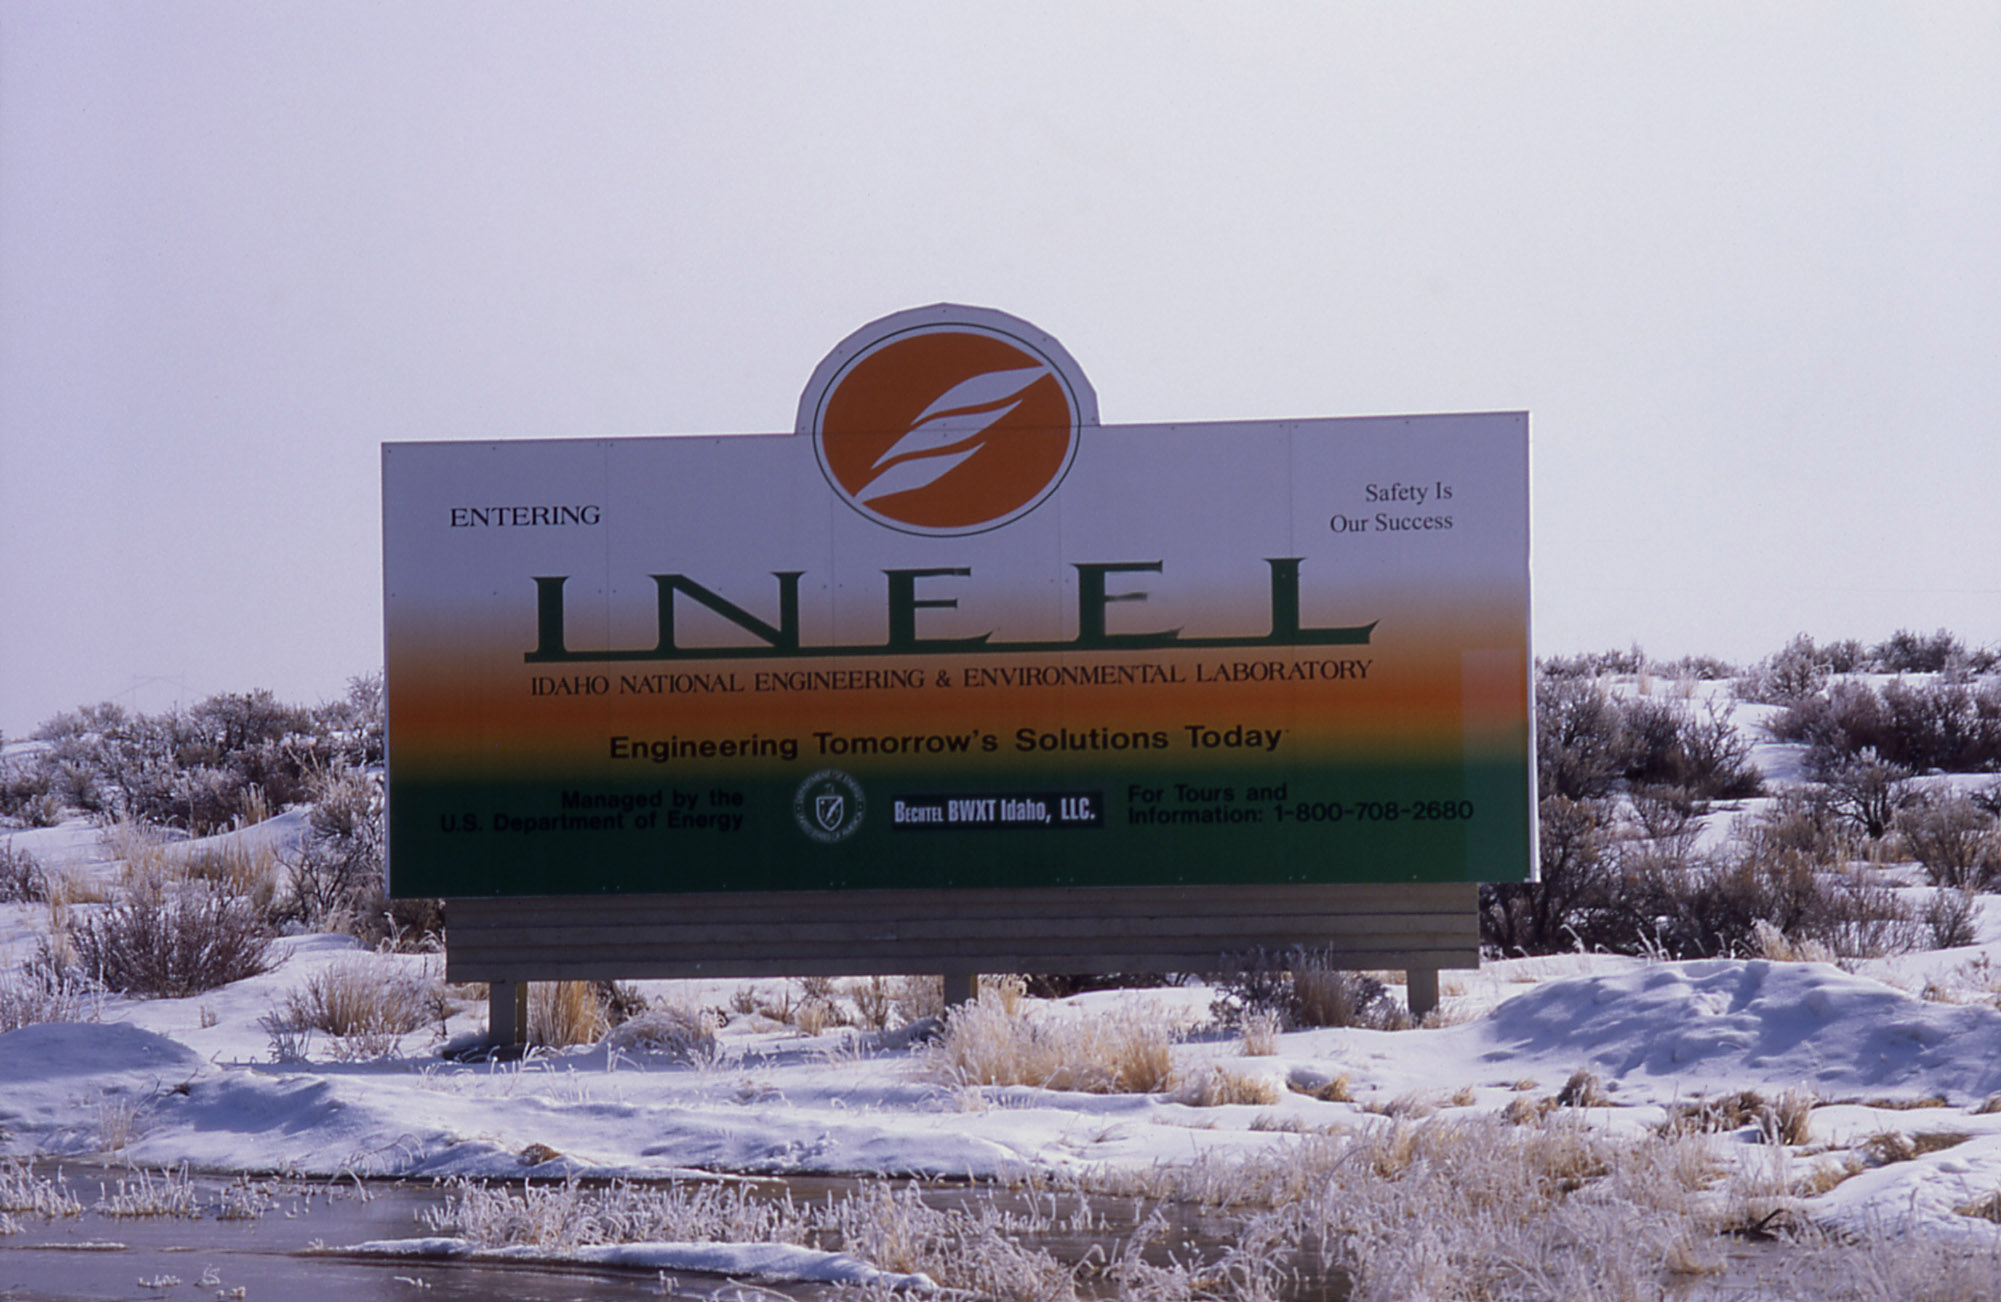 ENTERING
Safety Is
Our Success
INEEL
IDAHO NATIONAL ENGINEERING & ENVIRONMENTAL LABORATORY
Engineering Tomorrow's Solutions Today
Managed by the
U.S. Department of Energy
BECHTEL BWXT Idaho, LLC.
For Tours and
Information: 1-800-708-2680